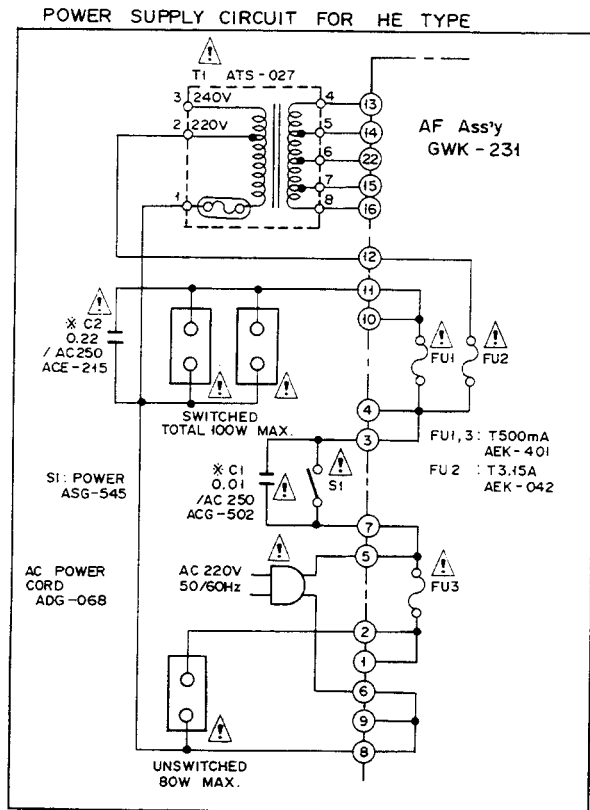 POWER SUPPLY CIRCUIT FOR HE TYPE
T1 ATS-027
3 240V
2 220V
1
4
5
6
7
8
13
14
22
15
16
AF Ass'y
GWK-231
12
11
10
※ C2
0.22
/ AC250
ACE-215
FU1
FU2
SWITCHED
TOTAL 100W MAX.
4
3
FU1, 3 : T500mA
AEK-401
FU2 : T3.15A
AEK-042
S1: POWER
ASG-545
※ C1
0.01
/AC 250
ACG-502
S1
7
5
AC POWER
CORD
ADG-068
AC 220V
50/60Hz
FU3
2
1
6
9
8
UNSWITCHED
80W MAX.